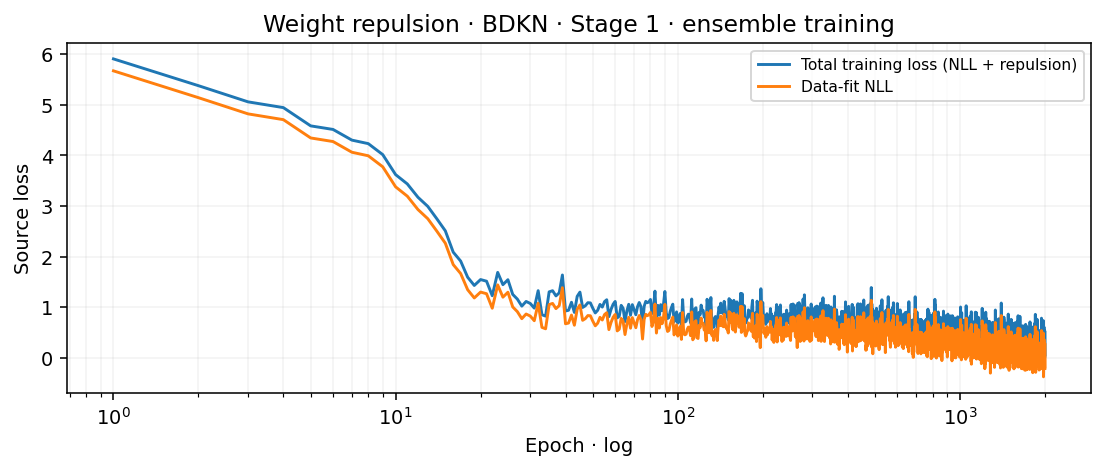 Weight repulsion · BDKN · Stage 1 · ensemble training
Total training loss (NLL + repulsion)
Data-fit NLL
Source loss
6
5
4
3
2
1
0
10⁰ 10¹ 10² 10³
Epoch · log